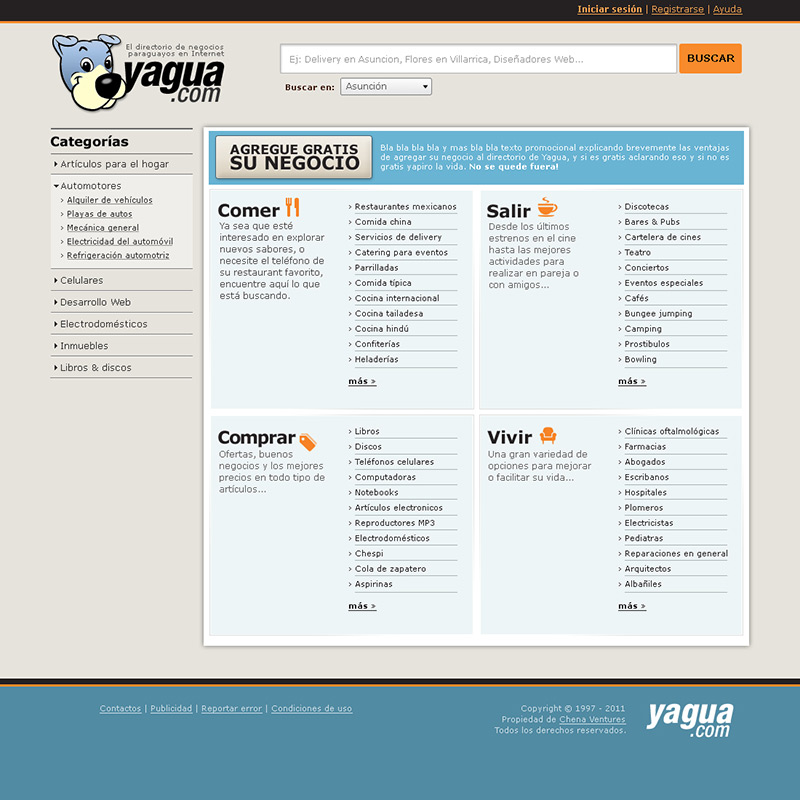 Iniciar sesión | Registrarse | Ayuda
El directorio de negocios
paraguayos en Internet
yagua
.com
Ej: Delivery en Asuncion, Flores en Villarrica, Diseñadores Web...
BUSCAR
Buscar en:
Asunción
Categorías
Artículos para el hogar
Automotores
› Alquiler de vehículos
› Playas de autos
› Mecánica general
› Electricidad del automóvil
› Refrigeración automotriz
Celulares
Desarrollo Web
Electrodomésticos
Inmuebles
Libros & discos
AGREGUE GRATIS
SU NEGOCIO
Bla bla bla bla y mas bla bla texto promocional explicando brevemente las ventajas
de agregar su negocio al directorio de Yagua, y si es gratis aclarando eso y si no es
gratis yapiro la vida. No se quede fuera!
Comer
Ya sea que esté
interesado en explorar
nuevos sabores, o
necesite el teléfono de
su restaurant favorito,
encuentre aquí lo que
está buscando.
› Restaurantes mexicanos
› Comida china
› Servicios de delivery
› Catering para eventos
› Parrilladas
› Comida típica
› Cocina internacional
› Cocina tailadesa
› Cocina hindú
› Confiterías
› Heladerías
más »
Salir
Desde los últimos
estrenos en el cine
hasta las mejores
actividades para
realizar en pareja o
con amigos...
› Discotecas
› Bares & Pubs
› Cartelera de cines
› Teatro
› Conciertos
› Eventos especiales
› Cafés
› Bungee jumping
› Camping
› Prostibulos
› Bowling
más »
Comprar
Ofertas, buenos
negocios y los mejores
precios en todo tipo de
artículos...
› Libros
› Discos
› Teléfonos celulares
› Computadoras
› Notebooks
› Artículos electronicos
› Reproductores MP3
› Electrodomésticos
› Chespi
› Cola de zapatero
› Aspirinas
más »
Vivir
Una gran variedad de
opciones para mejorar
o facilitar su vida...
› Clínicas oftalmológicas
› Farmacias
› Abogados
› Escribanos
› Hospitales
› Plomeros
› Electricistas
› Pediatras
› Reparaciones en general
› Arquitectos
› Albañiles
más »
Contactos | Publicidad | Reportar error | Condiciones de uso
Copyright © 1997 - 2011
Propiedad de Chena Ventures
Todos los derechos reservados.
yagua
.com